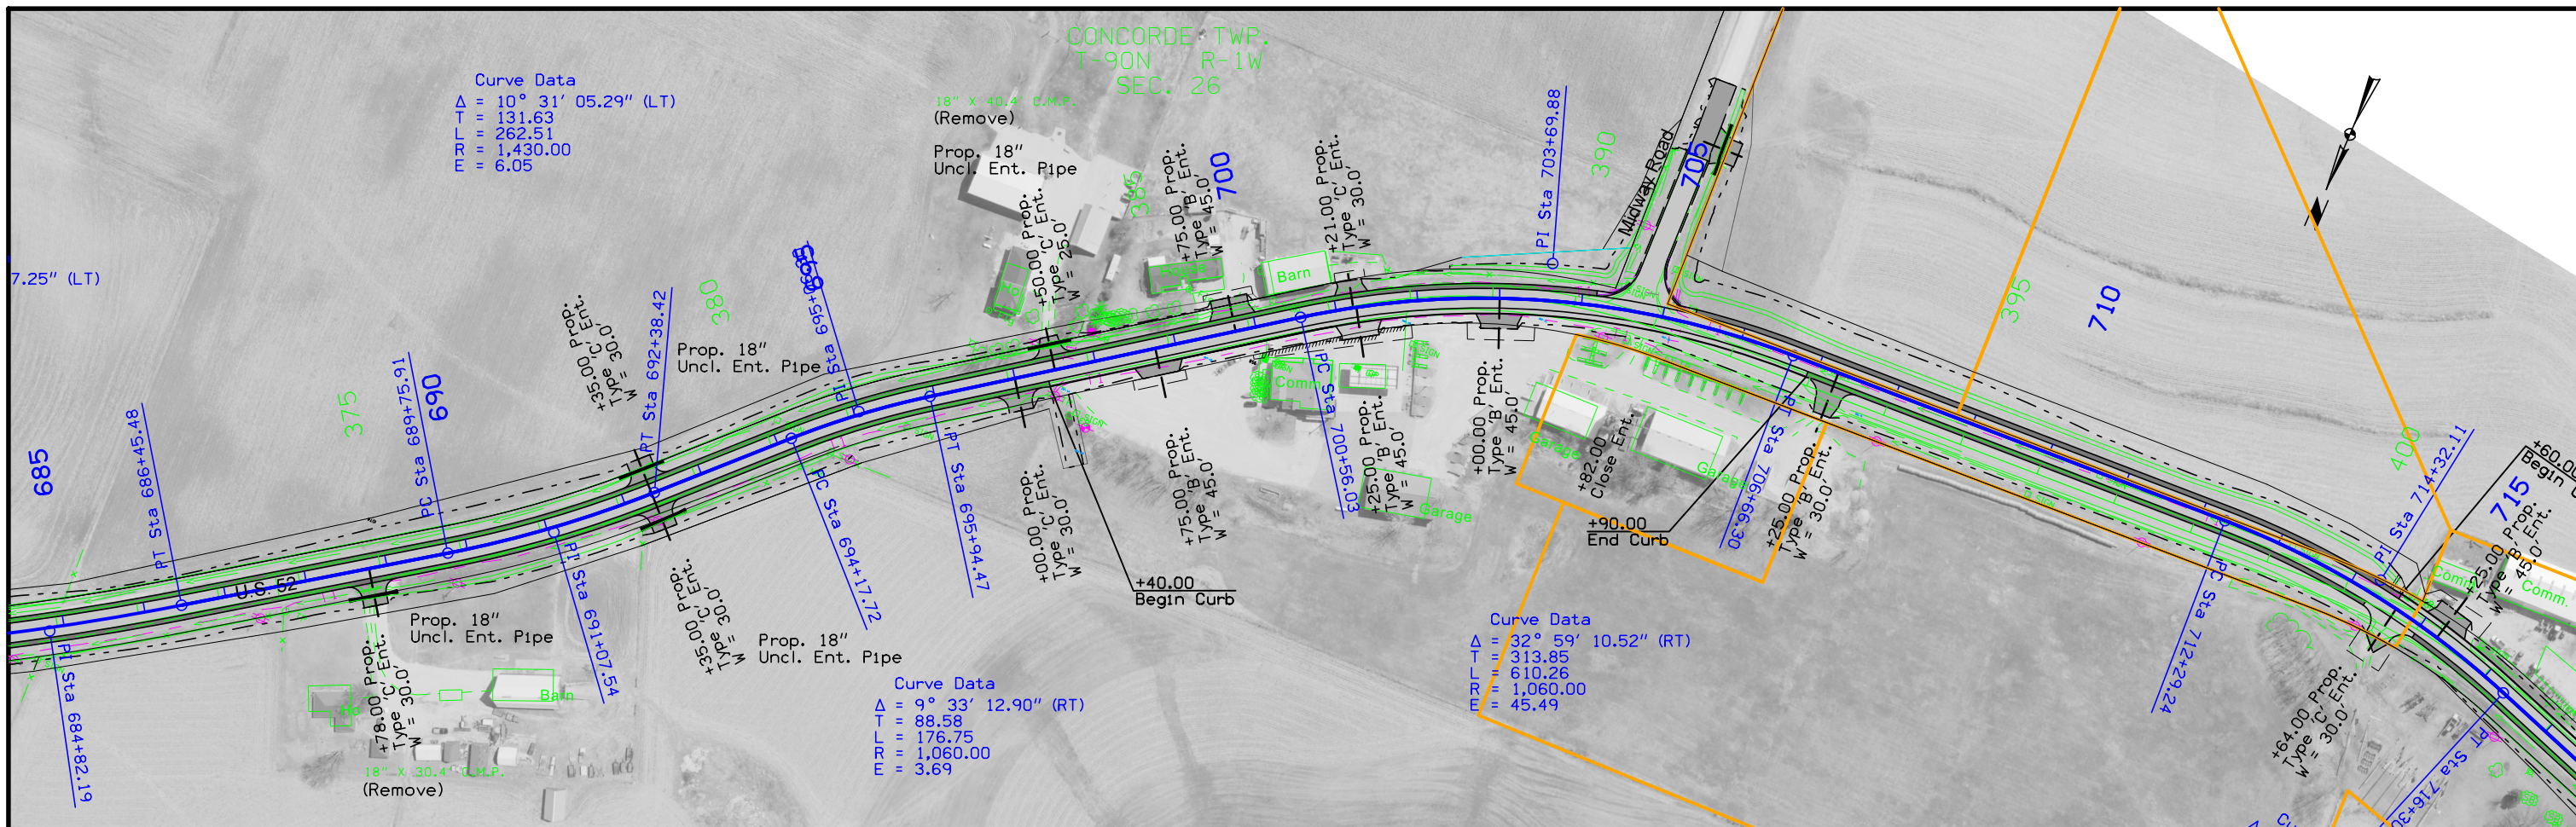 CONCORDE TWP.
T-90N R-1W
SEC. 26
Curve Data
Δ = 10° 31' 05.29" (LT)
T = 131.63
L = 262.51
R = 1,430.00
E = 6.05
18" X 40.4' C.M.P.
(Remove)
Prop. 18"
Uncl. Ent. Pipe
7.25" (LT)
685
PT Sta 686+45.48
375
PC Sta 689+75.91
690
+35.00 Prop.
Type 'C' Ent.
W = 30.0'
PT Sta 692+38.42
380
Prop. 18"
Uncl. Ent. Pipe
695
PI Sta 695+
+50.00 Prop.
Type 'C' Ent.
W = 25.0'
385
+75.00 Prop.
Type 'B' Ent.
W = 45.0'
700
+21.00 Prop.
Type 'C' Ent.
W = 30.0'
PI Sta 703+69.88
390
Midway Road
705
395
710
400
PI Sta 714+32.11
715
+60.00
Begin
+25.00 Prop.
Type 'B' Ent.
W = 45.0'
Ho
House
Barn
U.S. 52
Comm.
Garage
Garage
Garage
Comm.
Comm.
PI Sta 684+82.19
Prop. 18"
Uncl. Ent. Pipe
+78.00 Prop.
Type 'C' Ent.
W = 30.0'
Ho
Barn
18" X 30.4' C.M.P.
(Remove)
PI Sta 691+07.54
+35.00 Prop.
Type 'C' Ent.
W = 30.0'
Prop. 18"
Uncl. Ent. Pipe
PC Sta 694+17.72
PT Sta 695+94.47
Curve Data
Δ = 9° 33' 12.90" (RT)
T = 88.58
L = 176.75
R = 1,060.00
E = 3.69
+00.00 Prop.
Type 'C' Ent.
W = 30.0'
+40.00
Begin Curb
+75.00 Prop.
Type 'B' Ent.
W = 45.0'
PC Sta 700+56.03
+25.00 Prop.
Type 'B' Ent.
W = 45.0'
+00.00 Prop.
Type 'B' Ent.
W = 45.0'
+82.00
Close Ent.
+90.00
End Curb
PT Sta 706+66.30
+25.00 Prop.
Type 'B' Ent.
W = 30.0'
Curve Data
Δ = 32° 59' 10.52" (RT)
T = 313.85
L = 610.26
R = 1,060.00
E = 45.49
PC Sta 712+29.24
+64.00 Prop.
Type 'C' Ent.
W = 30.0'
PT Sta 716+30